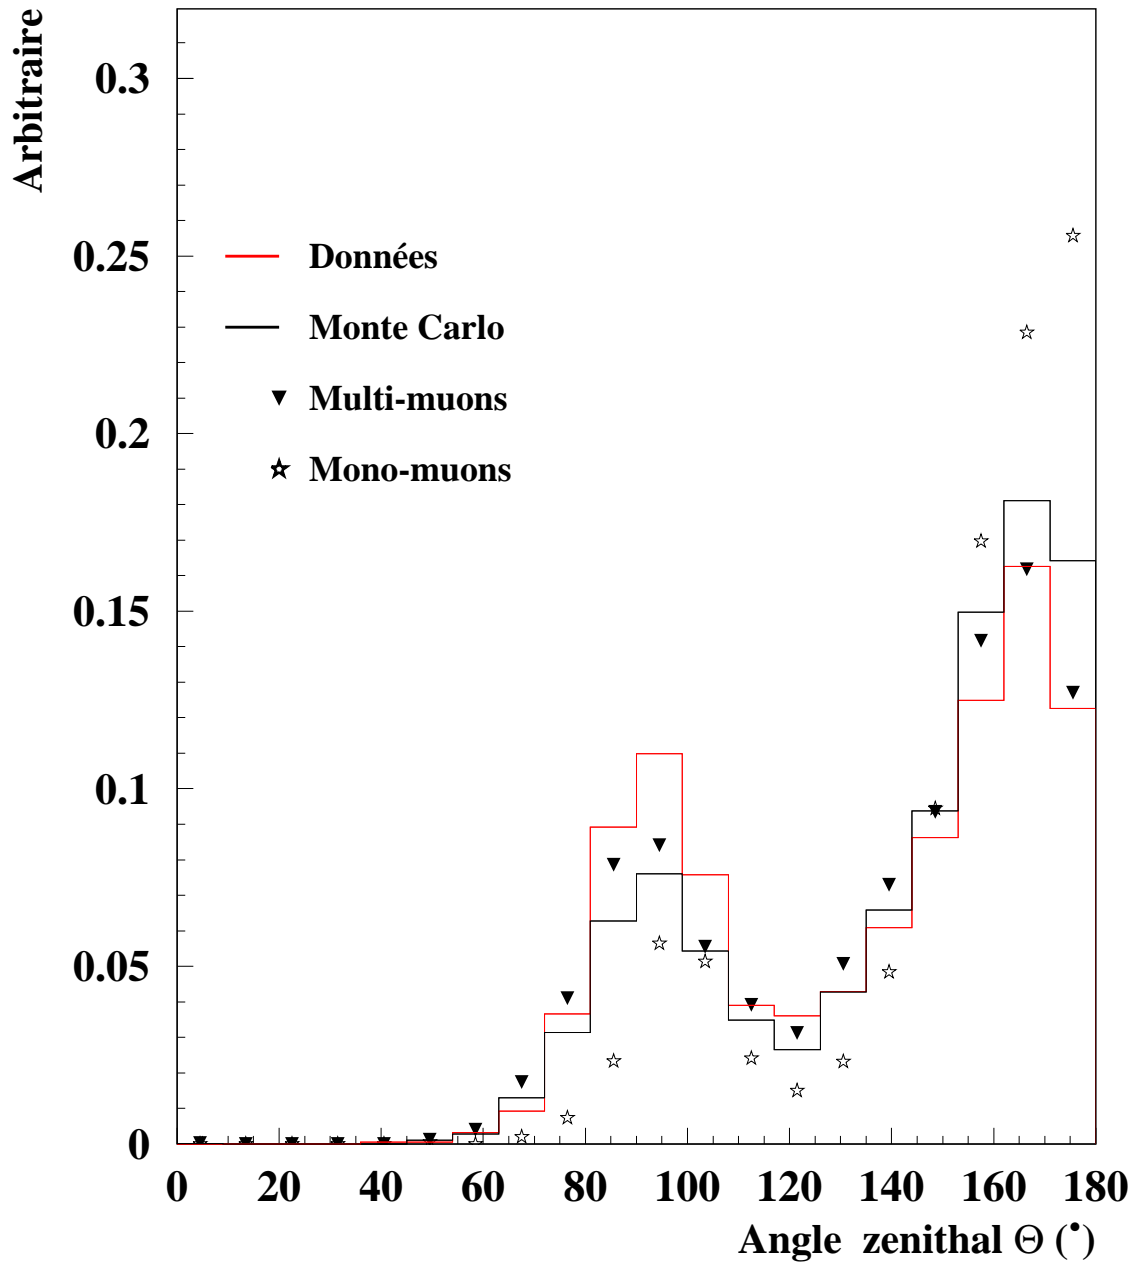 Arbitraire
0.3
0.25
0.2
0.15
0.1
0.05
0
Données
Monte Carlo
Multi-muons
Mono-muons
0 20 40 60 80 100 120 140 160 180
Angle zenithal Θ (•)